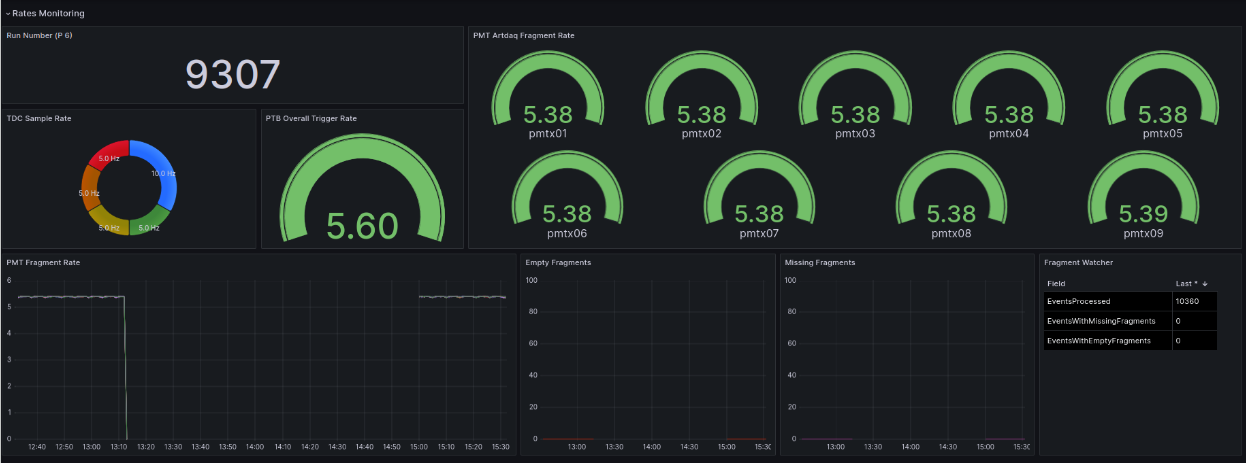 Rates Monitoring
Run Number (P 6)
9307
PMT Artdaq Fragment Rate
5.38 5.38 5.38 5.38 5.38
pmtx01 pmtx02 pmtx03 pmtx04 pmtx05
5.38 5.38 5.38 5.39
pmtx06 pmtx07 pmtx08 pmtx09
TDC Sample Rate
5.0 Hz
10.0 Hz
5.0 Hz
5.0 Hz 5.0 Hz
PTB Overall Trigger Rate
5.60
PMT Fragment Rate
6
5
4
3
2
1
0
12:40 12:50 13:00 13:10 13:20 13:30 13:40 13:50 14:00 14:10 14:20 14:30 14:40 14:50 15:00 15:10 15:20 15:30
Empty Fragments
100
80
60
40
20
0
13:00 13:30 14:00 14:30 15:00 15:30
Missing Fragments
100
80
60
40
20
0
13:00 13:30 14:00 14:30 15:00 15:30
Fragment Watcher
Field Last * ↓
EventsProcessed 10360
EventsWithMissingFragments 0
EventsWithEmptyFragments 0